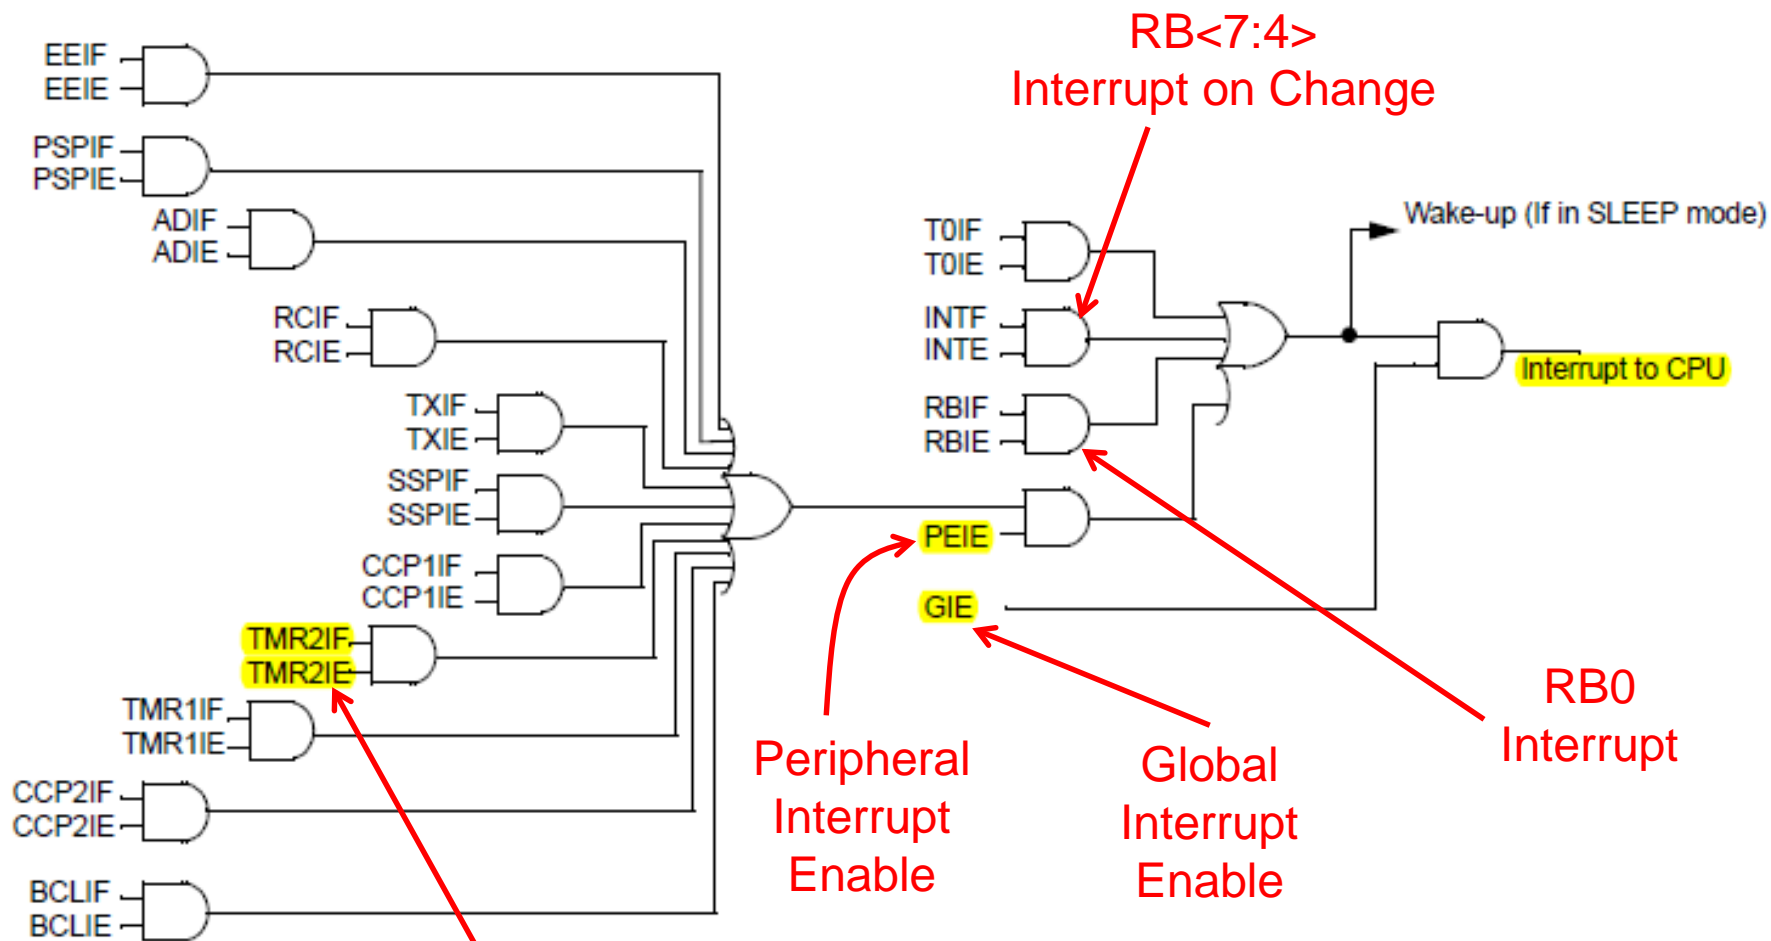 RB<7:4>
Interrupt on Change
EEIF
EEIE
PSPIF
PSPIE
ADIF
ADIE
RCIF
RCIE
TXIF
TXIE
SSPIF
SSPIE
CCP1IF
CCP1IE
TMR2IF
TMR2IE
TMR1IF
TMR1IE
CCP2IF
CCP2IE
BCLIF
BCLIE
T0IF
T0IE
INTF
INTE
RBIF
RBIE
PEIE
GIE
Wake-up (If in SLEEP mode)
Interrupt to CPU
Peripheral
Interrupt
Enable
Global
Interrupt
Enable
RB0
Interrupt